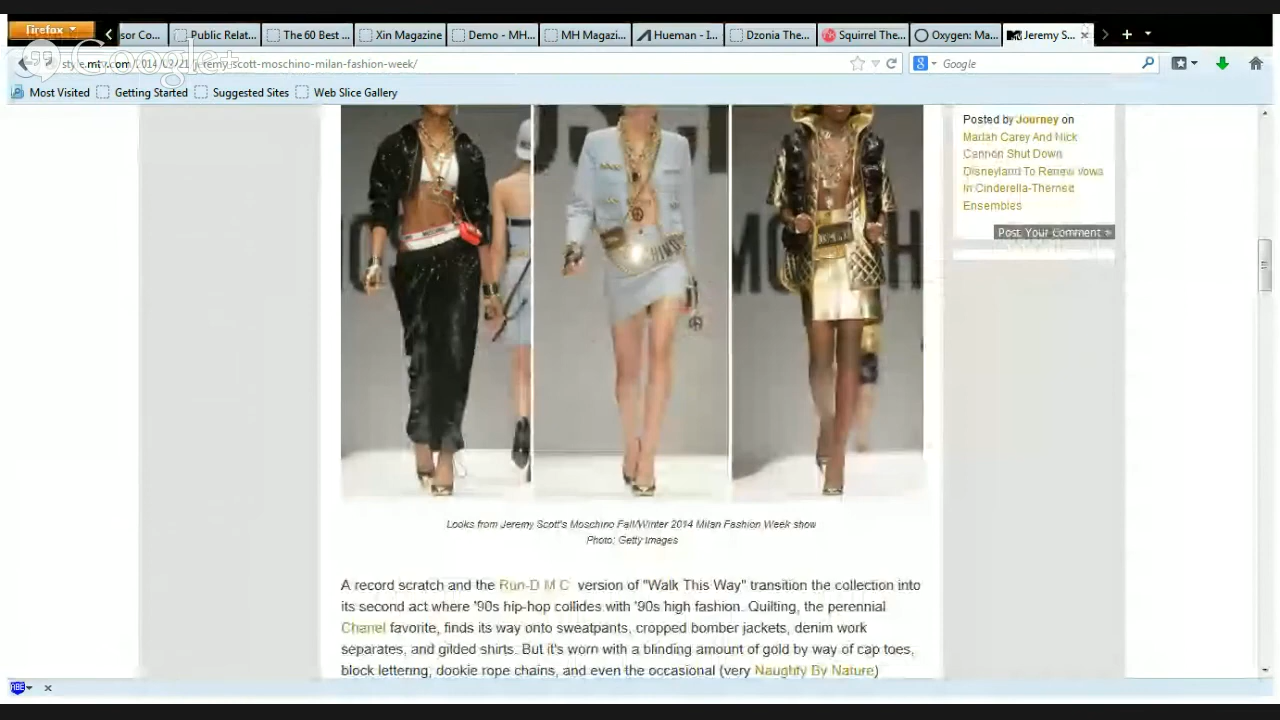 Firefox
sor Co...
Public Relat...
The 60 Best ...
Xin Magazine
Demo - MH...
MH Magazi...
Hueman - I...
Dzonia The...
Squirrel The...
Oxygen: Ma...
Jeremy S...
Google+
Google
Most Visited
Getting Started
Suggested Sites
Web Slice Gallery
Posted by Journey on
Mariah Carey And Nick
Cannon Shut Down
Disneyland To Renew Vows
In Cinderella-Themed
Ensembles
Post Your Comment »
Looks from Jeremy Scott's Moschino Fall/Winter 2014 Milan Fashion Week show
Photo: Getty Images
A record scratch and the Run-D M C version of "Walk This Way" transition the collection into
its second act where '90s hip-hop collides with '90s high fashion. Quilting, the perennial
Chanel favorite, finds its way onto sweatpants, cropped bomber jackets, denim work
separates, and gilded shirts. But it's worn with a blinding amount of gold by way of cap toes,
block lettering, dookie rope chains, and even the occasional (very Naughty By Nature)
ABE